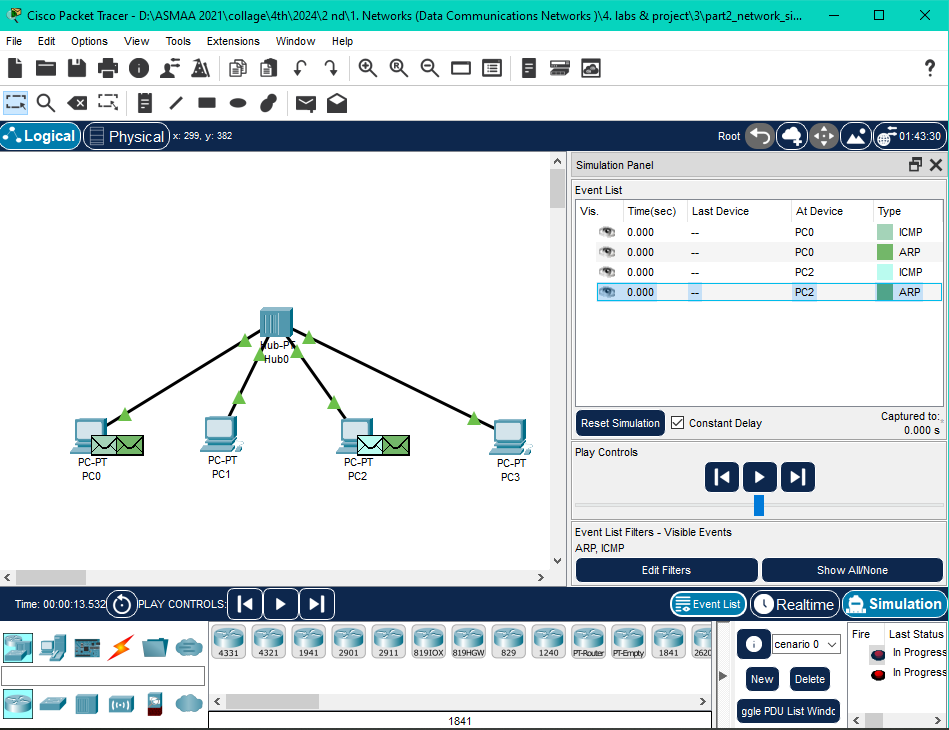 Cisco Packet Tracer - D:\ASMAA 2021\collage\4th\2024\2 nd\1. Networks (Data Communications Networks )\4. labs & project\3\part2_network_si...
File Edit Options View Tools Extensions Window Help
Logical Physical x: 299, y: 382 Root 01:43:30
Simulation Panel
Event List
Vis. Time(sec) Last Device At Device Type
0.000 -- PC0 ICMP
0.000 -- PC0 ARP
0.000 -- PC2 ICMP
0.000 -- PC2 ARP
Hub-PT
Hub0
PC-PT
PC0
PC-PT
PC1
PC-PT
PC2
PC-PT
PC3
Reset Simulation Constant Delay Captured to:
0.000 s
Play Controls
Event List Filters - Visible Events
ARP, ICMP
Edit Filters Show All/None
Time: 00:00:13.532 PLAY CONTROLS: Event List Realtime Simulation
4331 4321 1941 2901 2911 819IOX 819HGW 829 1240 PT-Router PT-Empty 1841 2620
1841
cenario 0
New Delete
ggle PDU List Windo
Fire Last Status
In Progress
In Progress